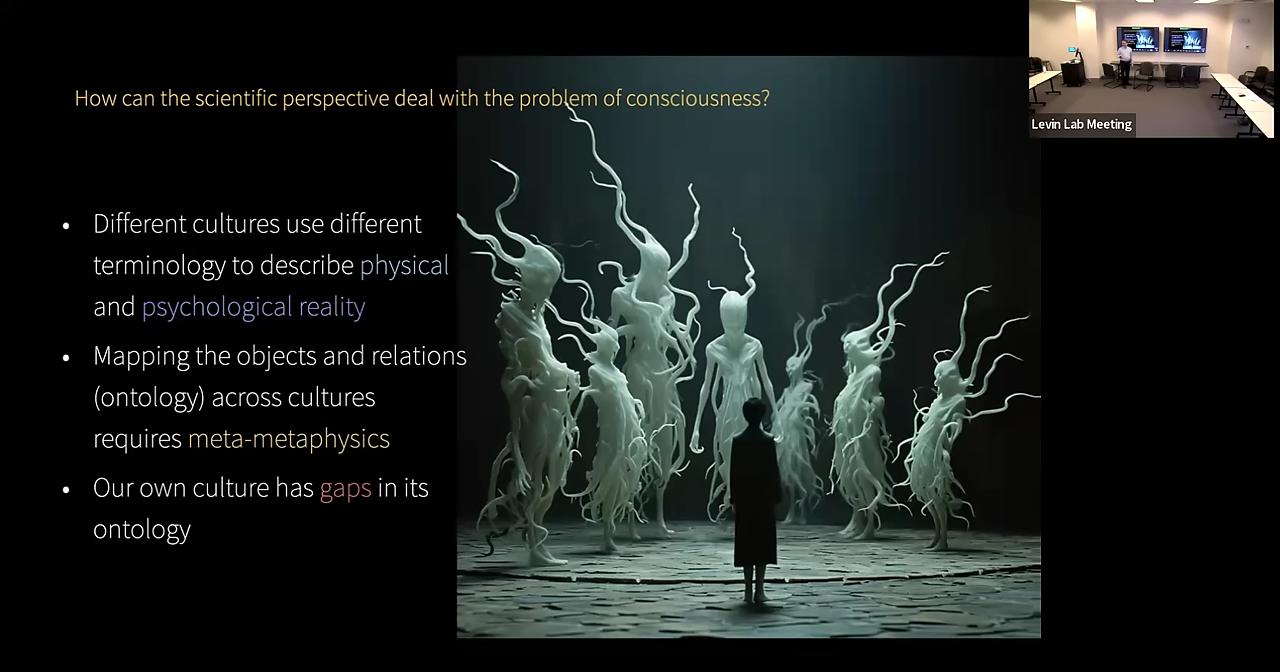 How can the scientific perspective deal with the problem of consciousness?
Levin Lab Meeting
• Different cultures use different
terminology to describe physical
and psychological reality
• Mapping the objects and relations
(ontology) across cultures
requires meta-metaphysics
• Our own culture has gaps in its
ontology